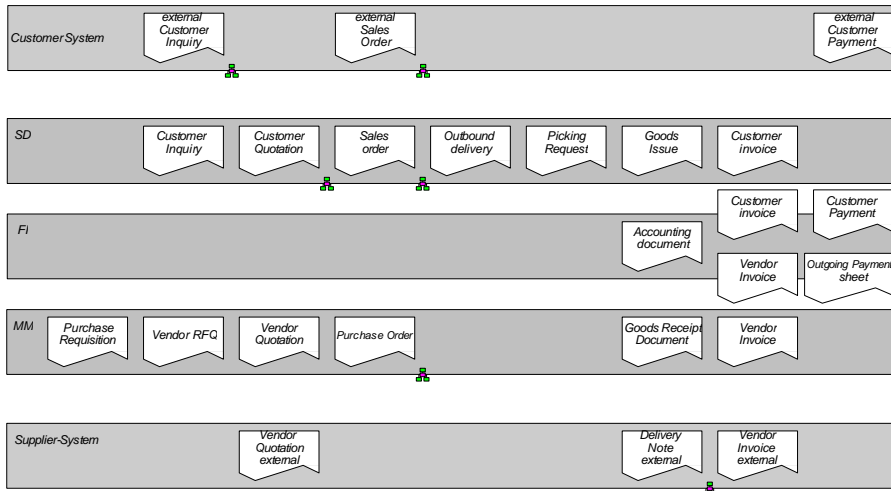 Customer System
external
Customer
Inquiry
external
Sales
Order
external
Customer
Payment
SD
Customer
Inquiry
Customer
Quotation
Sales
order
Outbound
delivery
Picking
Request
Goods
Issue
Customer
invoice
FI
Accounting
document
Customer
invoice
Customer
Payment
Vendor
Invoice
Outgoing Payment
sheet
MM
Purchase
Requisition
Vendor RFQ
Vendor
Quotation
Purchase Order
Goods Receipt
Document
Vendor
Invoice
Supplier-System
Vendor
Quotation
external
Delivery
Note
external
Vendor
Invoice
external